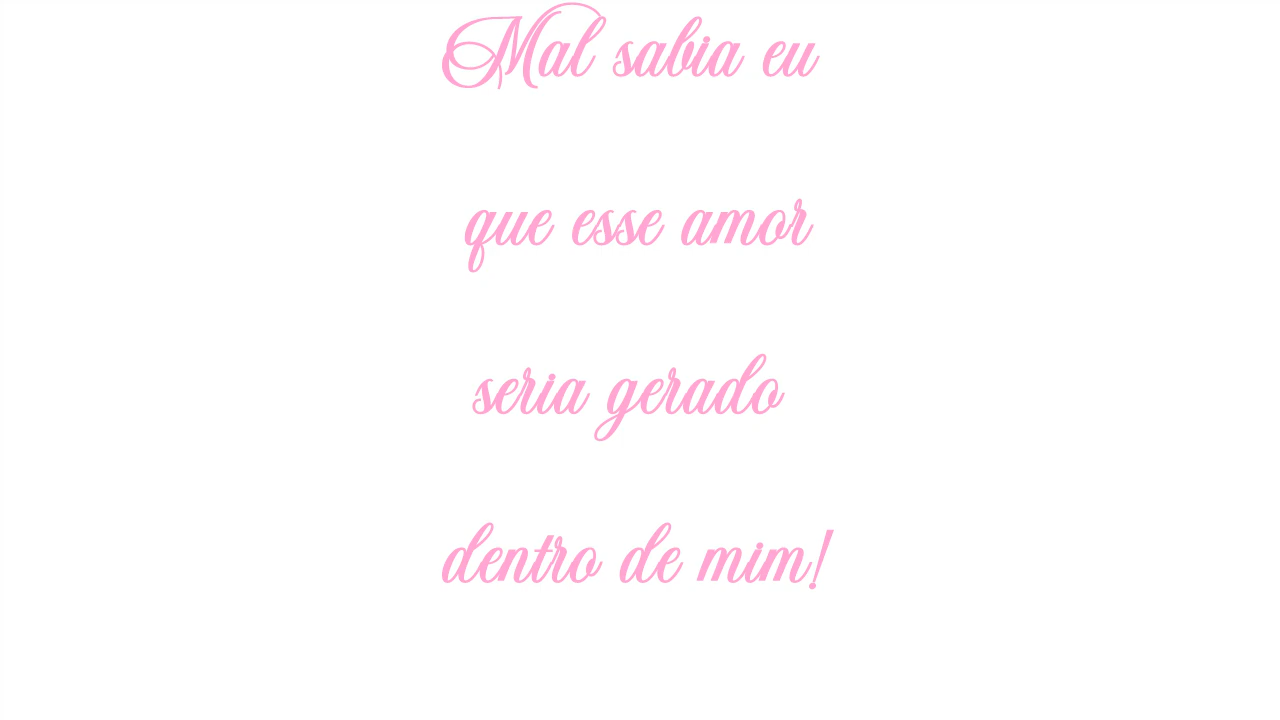 Mal sabia eu
que esse amor
seria gerado
dentro de mim!